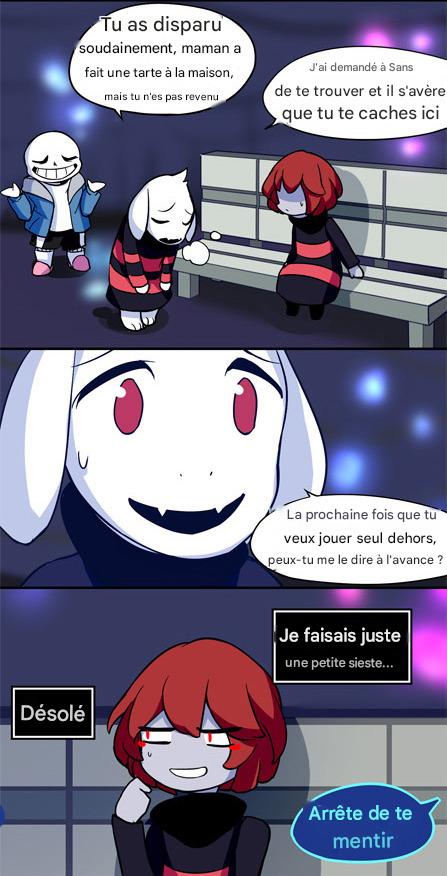 Tu as disparu
soudainement, maman a
fait une tarte à la maison,
mais tu n'es pas revenu
J'ai demandé à Sans
de te trouver et il s'avère
que tu te caches ici
La prochaine fois que tu
veux jouer seul dehors,
peux-tu me le dire à l'avance ?
Je faisais juste
une petite sieste...
Désolé
Arrête de te
mentir